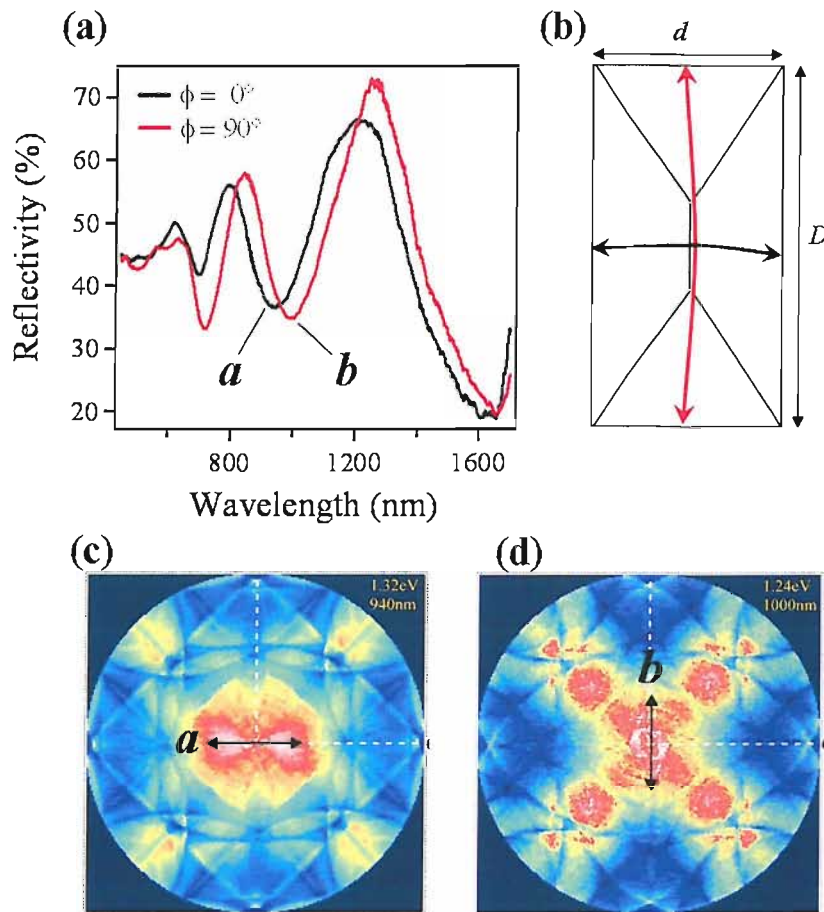 (a)
(b)
d
D
70
60
50
40
30
20
Reflectivity (%)
ϕ = 0°
ϕ = 90°
a
b
800
1200
1600
Wavelength (nm)
(c)
(d)
1.32eV
940nm
a
1.24eV
1000nm
b